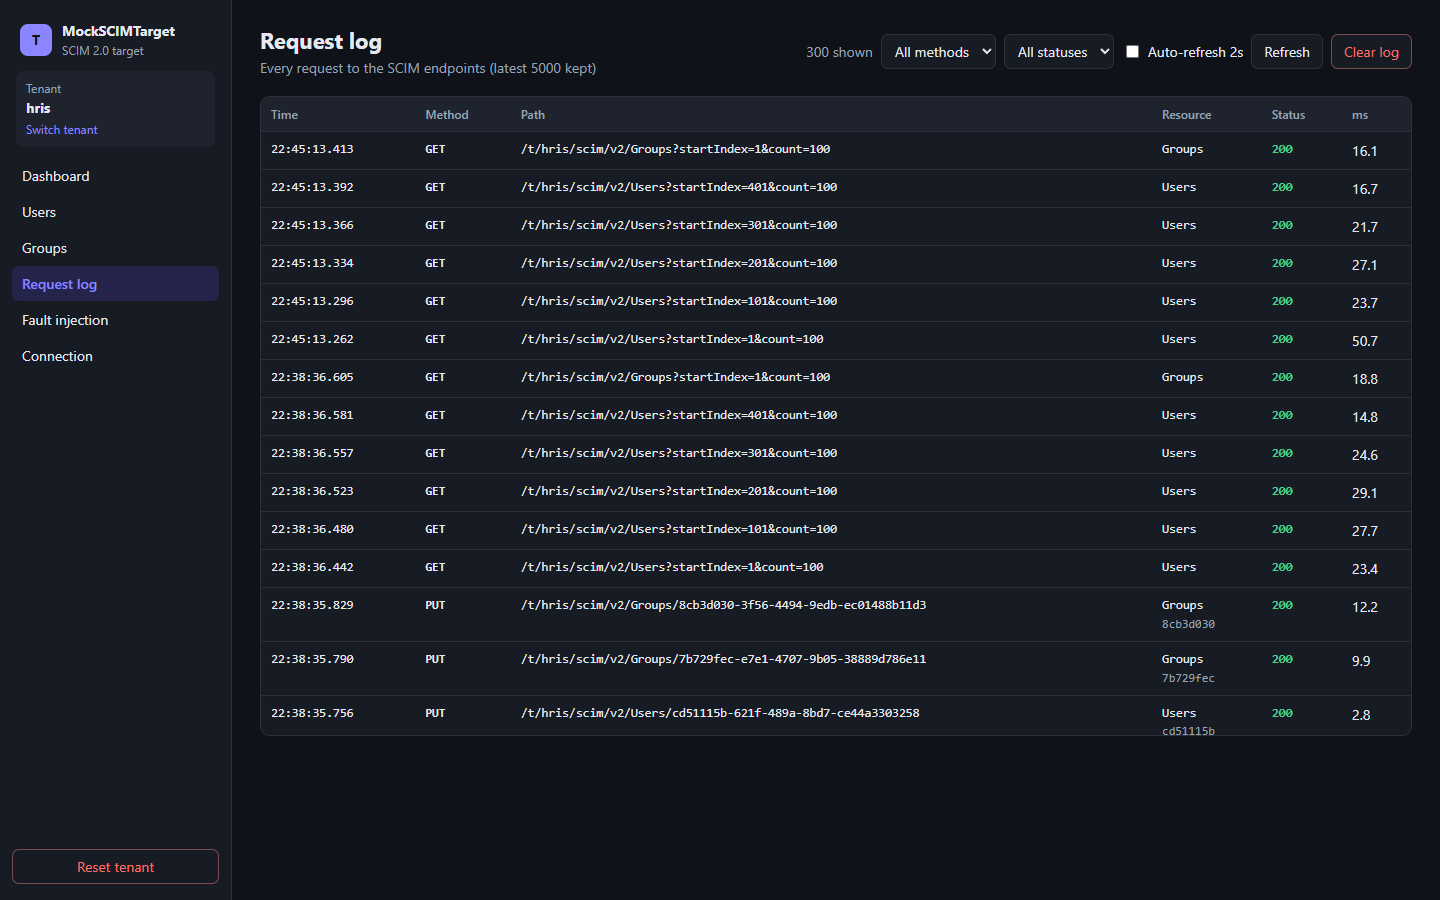 T
MockSCIMTarget
SCIM 2.0 target
Tenant
hris
Switch tenant
Dashboard
Users
Groups
Request log
Fault injection
Connection
Reset tenant
Request log
Every request to the SCIM endpoints (latest 5000 kept)
300 shown All methods All statuses Auto-refresh 2s Refresh Clear log
Time Method Path Resource Status ms
22:45:13.413 GET /t/hris/scim/v2/Groups?startIndex=1&count=100 Groups 200 16.1
22:45:13.392 GET /t/hris/scim/v2/Users?startIndex=401&count=100 Users 200 16.7
22:45:13.366 GET /t/hris/scim/v2/Users?startIndex=301&count=100 Users 200 21.7
22:45:13.334 GET /t/hris/scim/v2/Users?startIndex=201&count=100 Users 200 27.1
22:45:13.296 GET /t/hris/scim/v2/Users?startIndex=101&count=100 Users 200 23.7
22:45:13.262 GET /t/hris/scim/v2/Users?startIndex=1&count=100 Users 200 50.7
22:38:36.605 GET /t/hris/scim/v2/Groups?startIndex=1&count=100 Groups 200 18.8
22:38:36.581 GET /t/hris/scim/v2/Users?startIndex=401&count=100 Users 200 14.8
22:38:36.557 GET /t/hris/scim/v2/Users?startIndex=301&count=100 Users 200 24.6
22:38:36.523 GET /t/hris/scim/v2/Users?startIndex=201&count=100 Users 200 29.1
22:38:36.480 GET /t/hris/scim/v2/Users?startIndex=101&count=100 Users 200 27.7
22:38:36.442 GET /t/hris/scim/v2/Users?startIndex=1&count=100 Users 200 23.4
22:38:35.829 PUT /t/hris/scim/v2/Groups/8cb3d030-3f56-4494-9edb-ec01488b11d3 Groups 200 12.2
8cb3d030
22:38:35.790 PUT /t/hris/scim/v2/Groups/7b729fec-e7e1-4707-9b05-38889d786e11 Groups 200 9.9
7b729fec
22:38:35.756 PUT /t/hris/scim/v2/Users/cd51115b-621f-489a-8bd7-ce44a3303258 Users 200 2.8
cd51115b